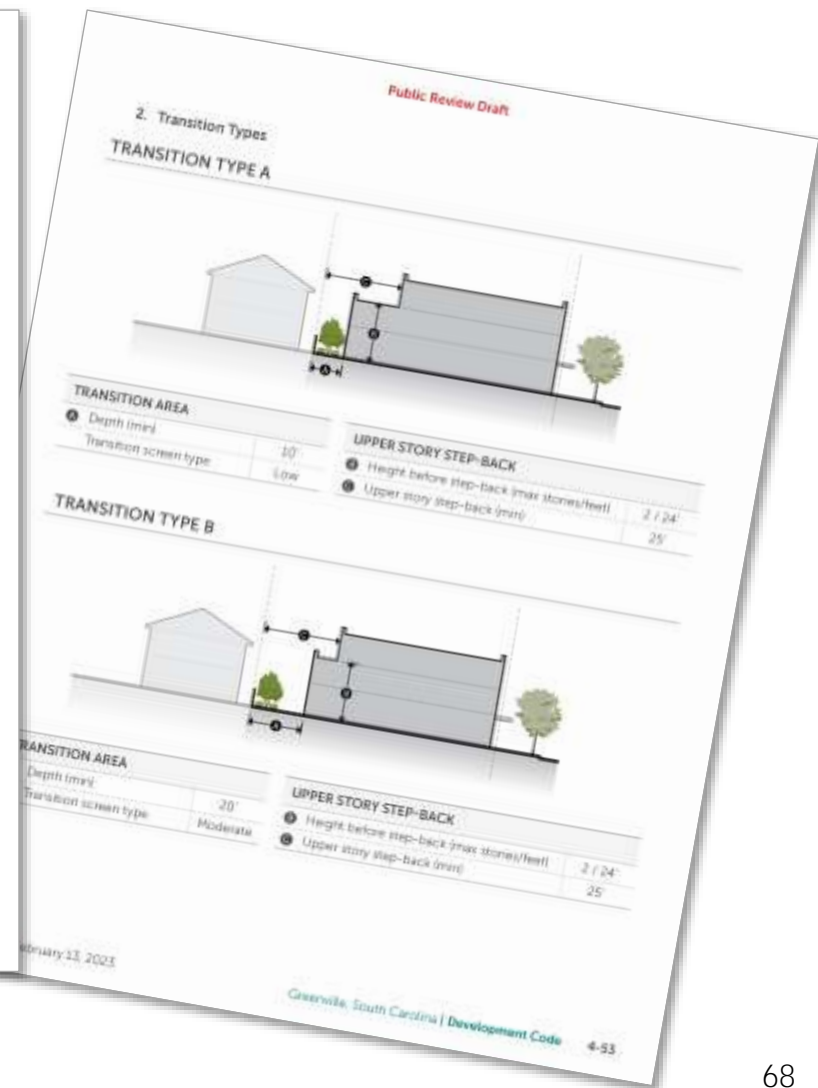 Public Review Draft
2. Transition Types
TRANSITION TYPE A
C
B
A
TRANSITION AREA
A Depth (min) 10'
Transition screen type Low
UPPER STORY STEP-BACK
B Height before step-back (max stories/feet) 2 / 24'
C Upper story step-back (min) 25'
TRANSITION TYPE B
C
B
A
RANSITION AREA
Depth (min) 20'
Transition screen type Moderate
UPPER STORY STEP-BACK
B Height before step-back (max stories/feet) 2 / 24'
C Upper story step-back (min) 25'
ebruary 13, 2023
Greenville, South Carolina | Development Code 4-53
68